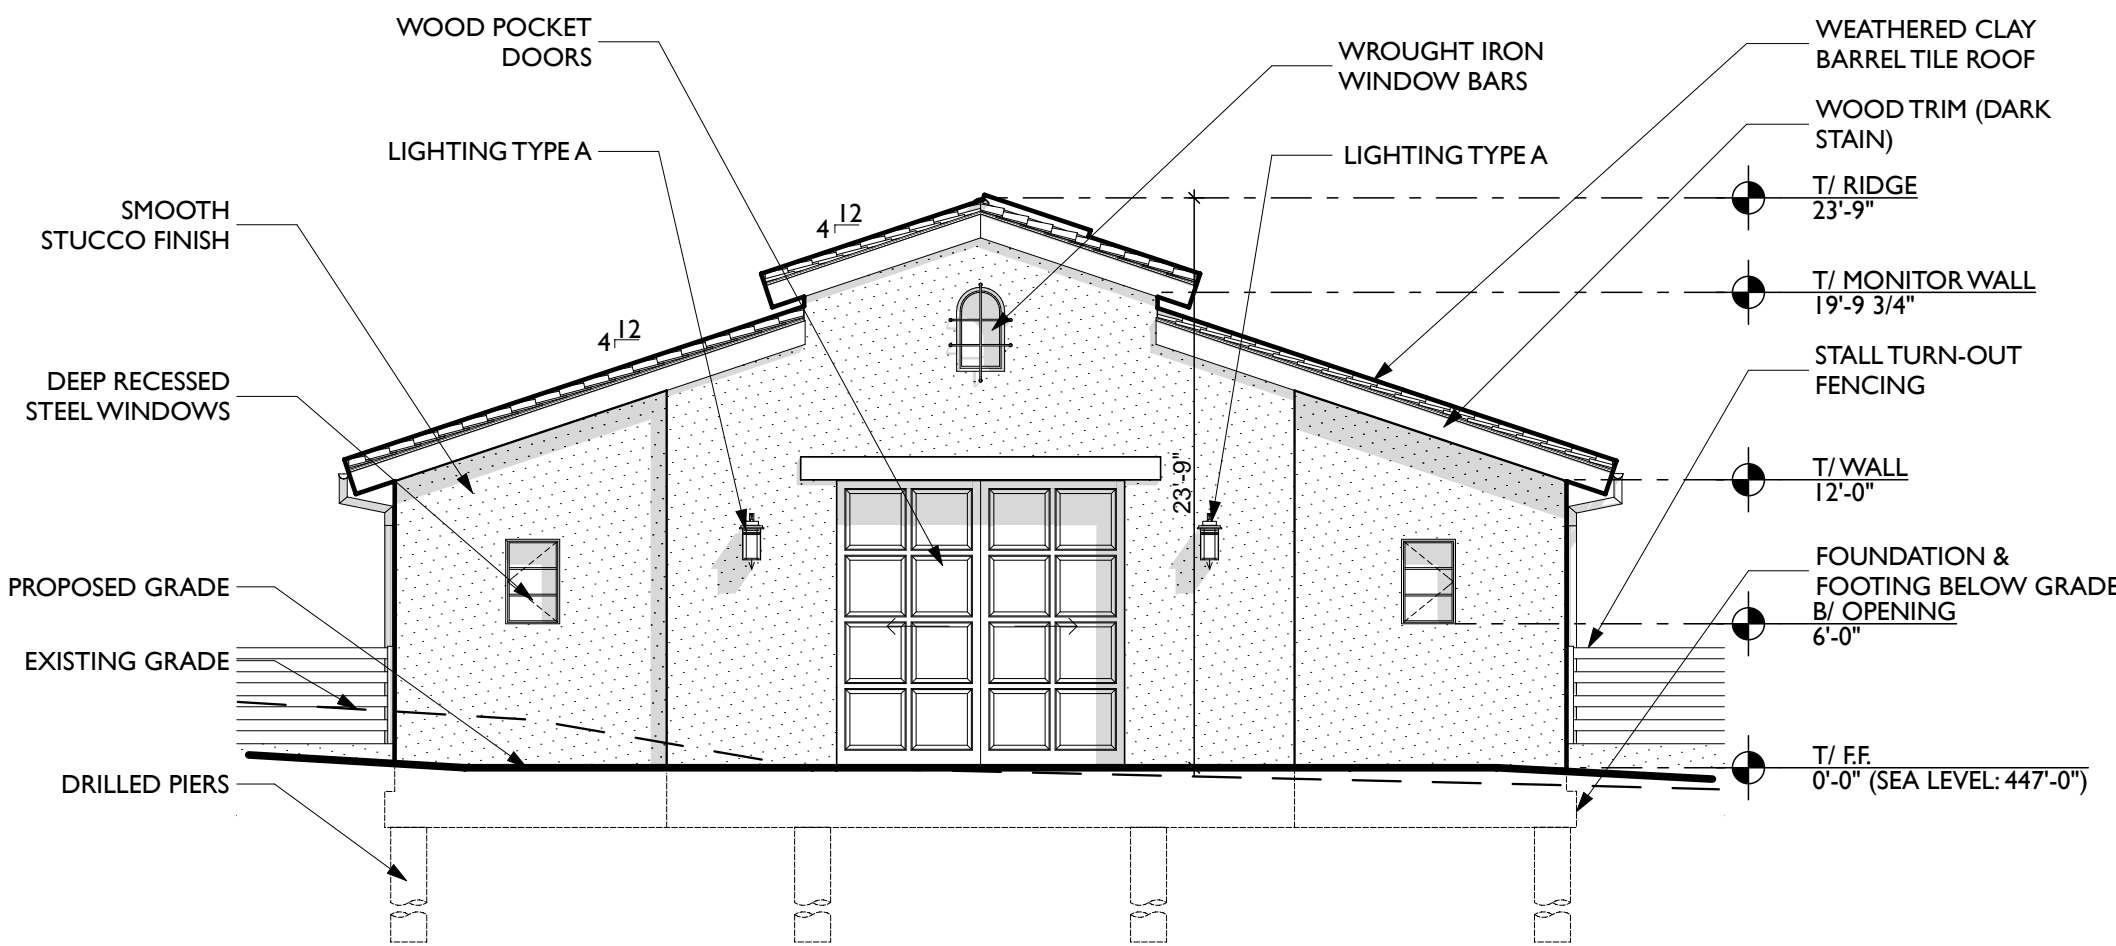 WOOD POCKET
DOORS
LIGHTING TYPE A
SMOOTH
STUCCO FINISH
DEEP RECESSED
STEEL WINDOWS
PROPOSED GRADE
EXISTING GRADE
DRILLED PIERS
4 12
4 12
23'-9"
WROUGHT IRON
WINDOW BARS
LIGHTING TYPE A
WEATHERED CLAY
BARREL TILE ROOF
WOOD TRIM (DARK
STAIN)
T/ RIDGE
23'-9"
T/ MONITOR WALL
19'-9 3/4"
STALL TURN-OUT
FENCING
T/ WALL
12'-0"
FOUNDATION &
FOOTING BELOW GRADE
B/ OPENING
6'-0"
T/ F.F.
0'-0" (SEA LEVEL: 447'-0")